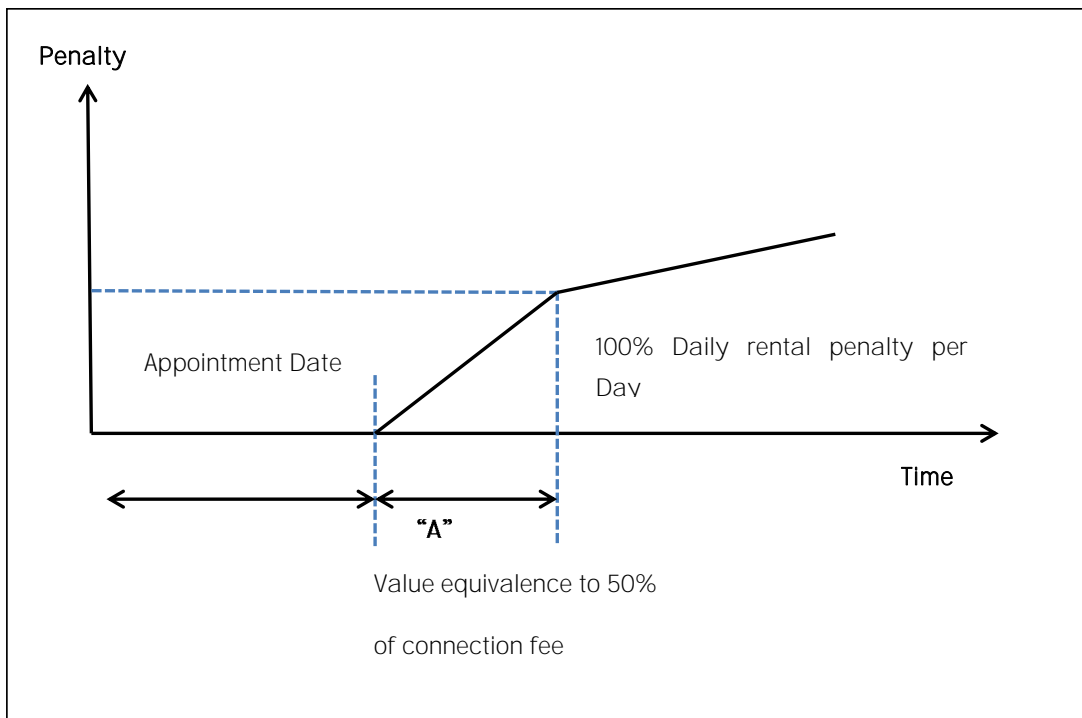 Penalty
Appointment Date
100% Daily rental penalty per
Day
Time
“A”
Value equivalence to 50%
of connection fee